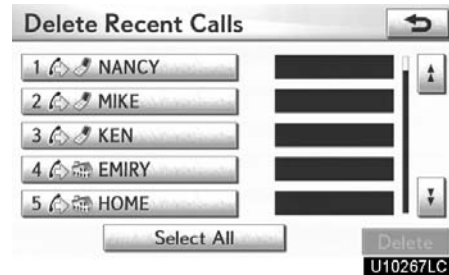 Delete Recent Calls
1 NANCY
2 MIKE
3 KEN
4 EMIRY
5 HOME
Select All
Delete
U10267LC